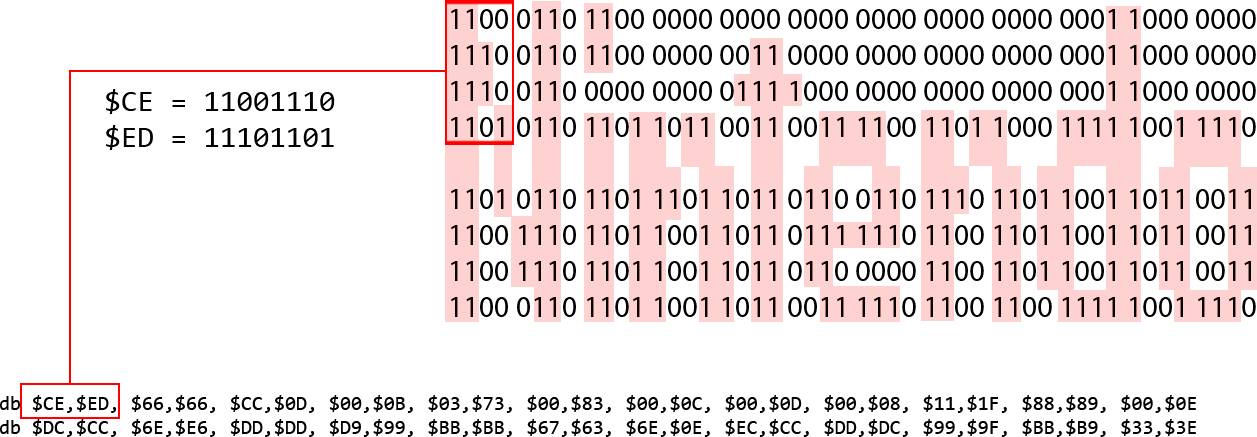 1100 0110 1100 0000 0000 0000 0000 0000 0000 0001 1000 0000
1110 0110 1100 0000 0011 0000 0000 0000 0000 0001 1000 0000
1110 0110 0000 0000 0111 1000 0000 0000 0000 0001 1000 0000
1101 0110 1101 1011 0011 0011 1100 1101 1000 1111 1001 1110
$CE = 11001110
$ED = 11101101
1101 0110 1101 1101 1011 0110 0110 1110 1101 1001 1011 0011
1100 1110 1101 1001 1011 0111 1110 1100 1101 1001 1011 0011
1100 1110 1101 1001 1011 0110 0000 1100 1101 1001 1011 0011
1100 0110 1101 1001 1011 0011 1110 1100 1100 1111 1001 1110
db $CE,$ED, $66,$66, $CC,$0D, $00,$0B, $03,$73, $00,$83, $00,$0C, $00,$0D, $00,$08, $11,$1F, $88,$89, $00,$0E
db $DC,$CC, $6E,$E6, $DD,$DD, $D9,$99, $BB,$BB, $67,$63, $6E,$0E, $EC,$CC, $DD,$DC, $99,$9F, $BB,$B9, $33,$3E